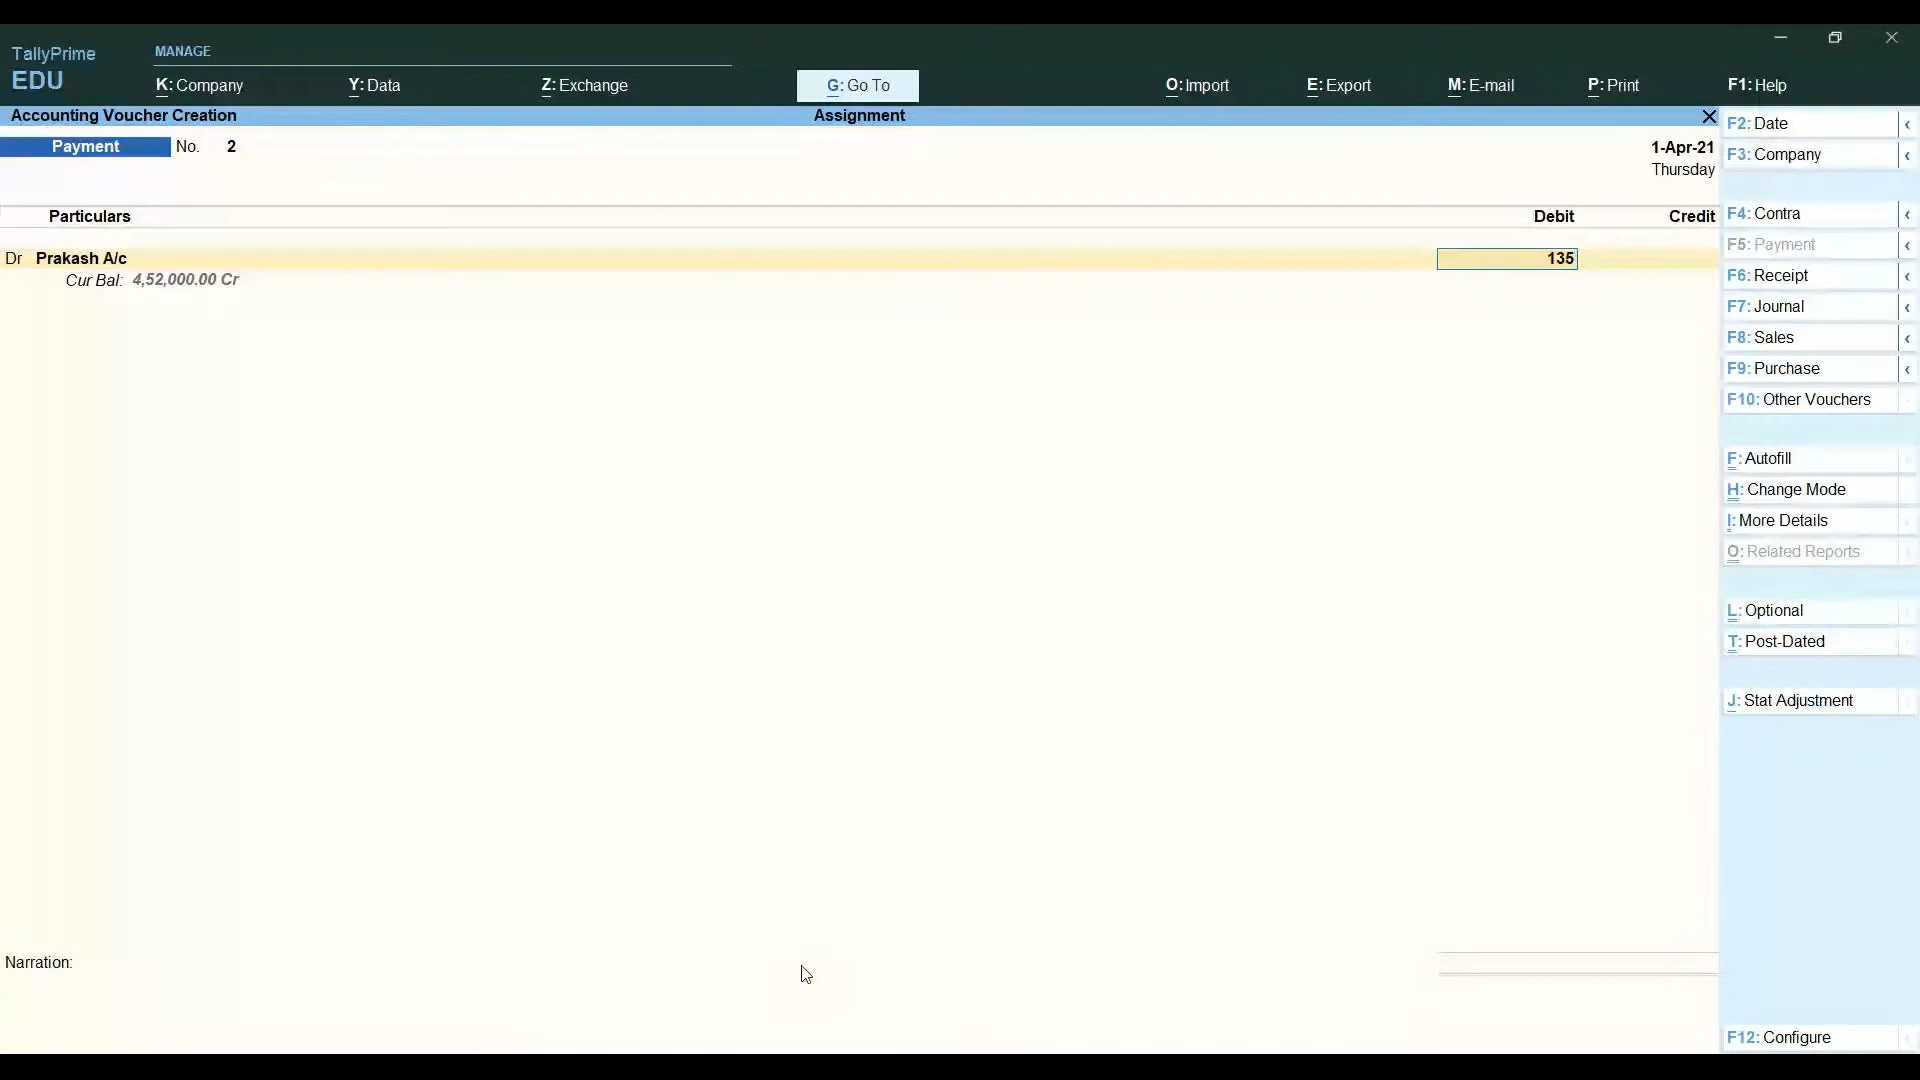 TallyPrime
EDU
MANAGE
K: Company Y: Data Z: Exchange G: Go To O: Import E: Export M: E-mail P: Print F1: Help
Accounting Voucher Creation Assignment
Payment No. 2 1-Apr-21
Thursday
Particulars Debit Credit
Dr Prakash A/c 135
Cur Bal: 4,52,000.00 Cr
Narration:
F2: Date
F3: Company
F4: Contra
F5: Payment
F6: Receipt
F7: Journal
F8: Sales
F9: Purchase
F10: Other Vouchers
F: Autofill
H: Change Mode
I: More Details
O: Related Reports
L: Optional
T: Post-Dated
J: Stat Adjustment
F12: Configure